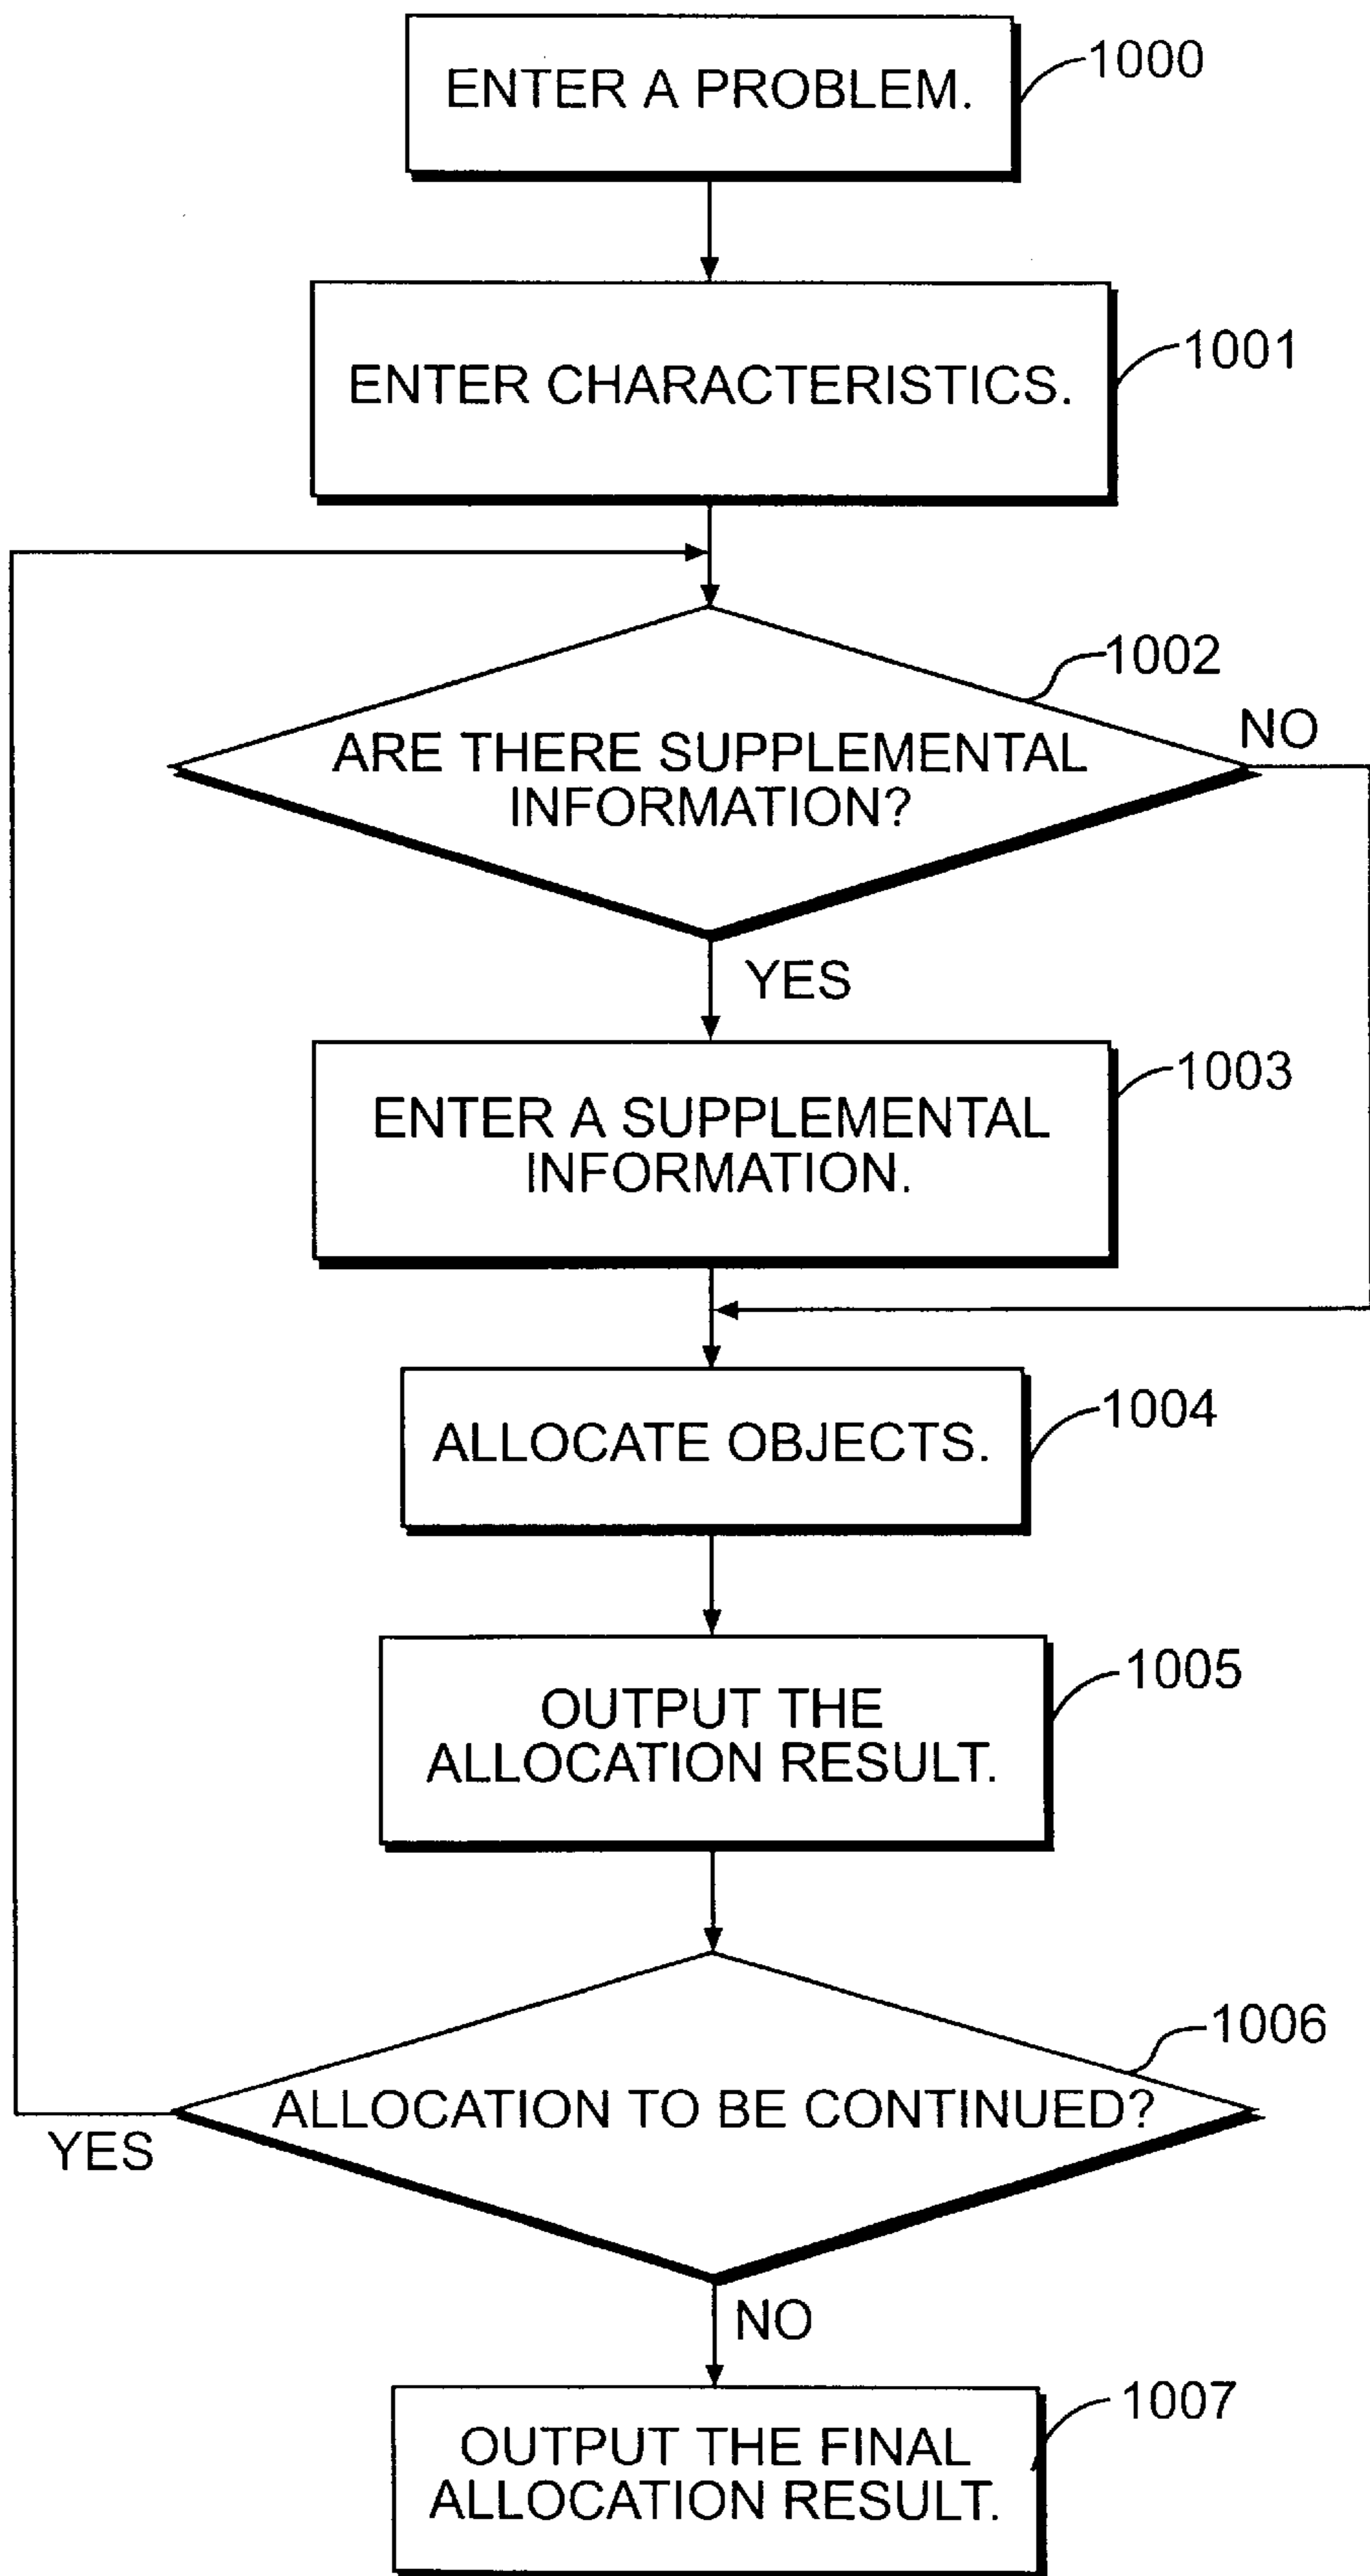 ENTER A PROBLEM.
1000
ENTER CHARACTERISTICS.
1001
1002
ARE THERE SUPPLEMENTAL
INFORMATION?
NO
YES
1003
ENTER A SUPPLEMENTAL
INFORMATION.
1004
ALLOCATE OBJECTS.
1005
OUTPUT THE
ALLOCATION RESULT.
1006
ALLOCATION TO BE CONTINUED?
YES
NO
1007
OUTPUT THE FINAL
ALLOCATION RESULT.